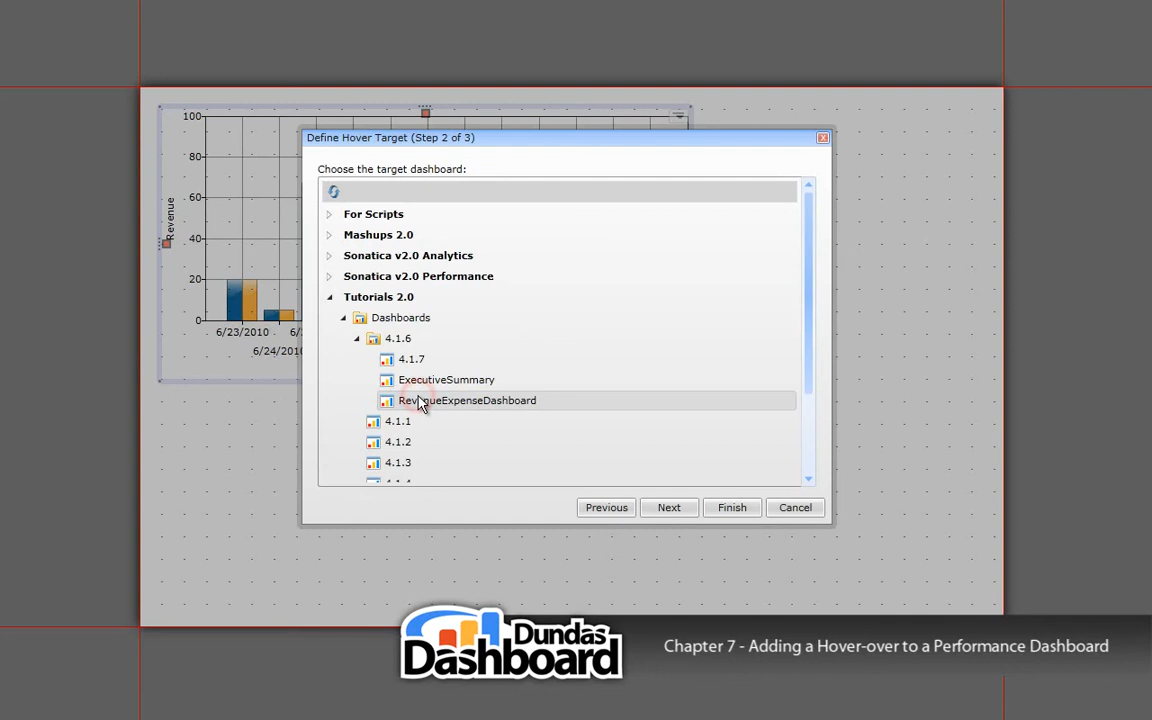 100
80
60
40
20
0
Revenue
6/23/2010
6/24/2010
Define Hover Target (Step 2 of 3)
Choose the target dashboard:
For Scripts
Mashups 2.0
Sonatica v2.0 Analytics
Sonatica v2.0 Performance
Tutorials 2.0
Dashboards
4.1.6
4.1.7
ExecutiveSummary
RevenueExpenseDashboard
4.1.1
4.1.2
4.1.3
Previous
Next
Finish
Cancel
Dundas
Dashboard
Chapter 7 - Adding a Hover-over to a Performance Dashboard